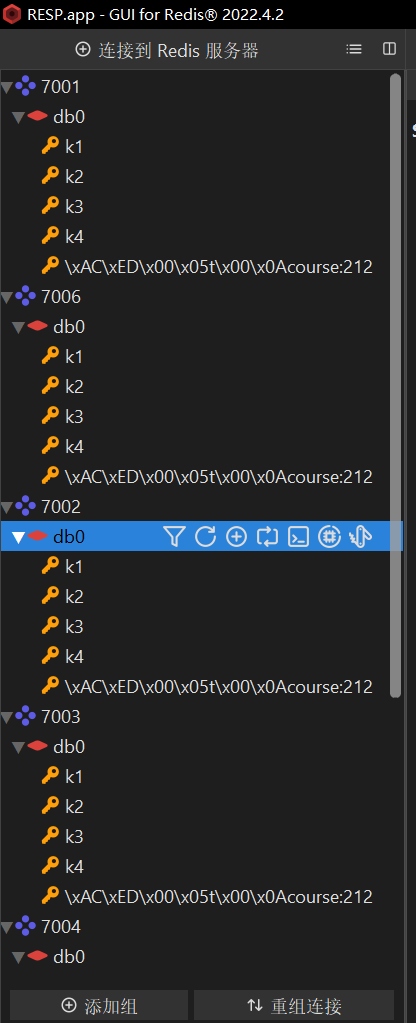 RESP.app - GUI for Redis® 2022.4.2
连接到 Redis 服务器
7001
db0
k1
k2
k3
k4
\xAC\xED\x00\x05t\x00\x0Acourse:212
7006
db0
k1
k2
k3
k4
\xAC\xED\x00\x05t\x00\x0Acourse:212
7002
db0
k1
k2
k3
k4
\xAC\xED\x00\x05t\x00\x0Acourse:212
7003
db0
k1
k2
k3
k4
\xAC\xED\x00\x05t\x00\x0Acourse:212
7004
db0
添加组 重组连接